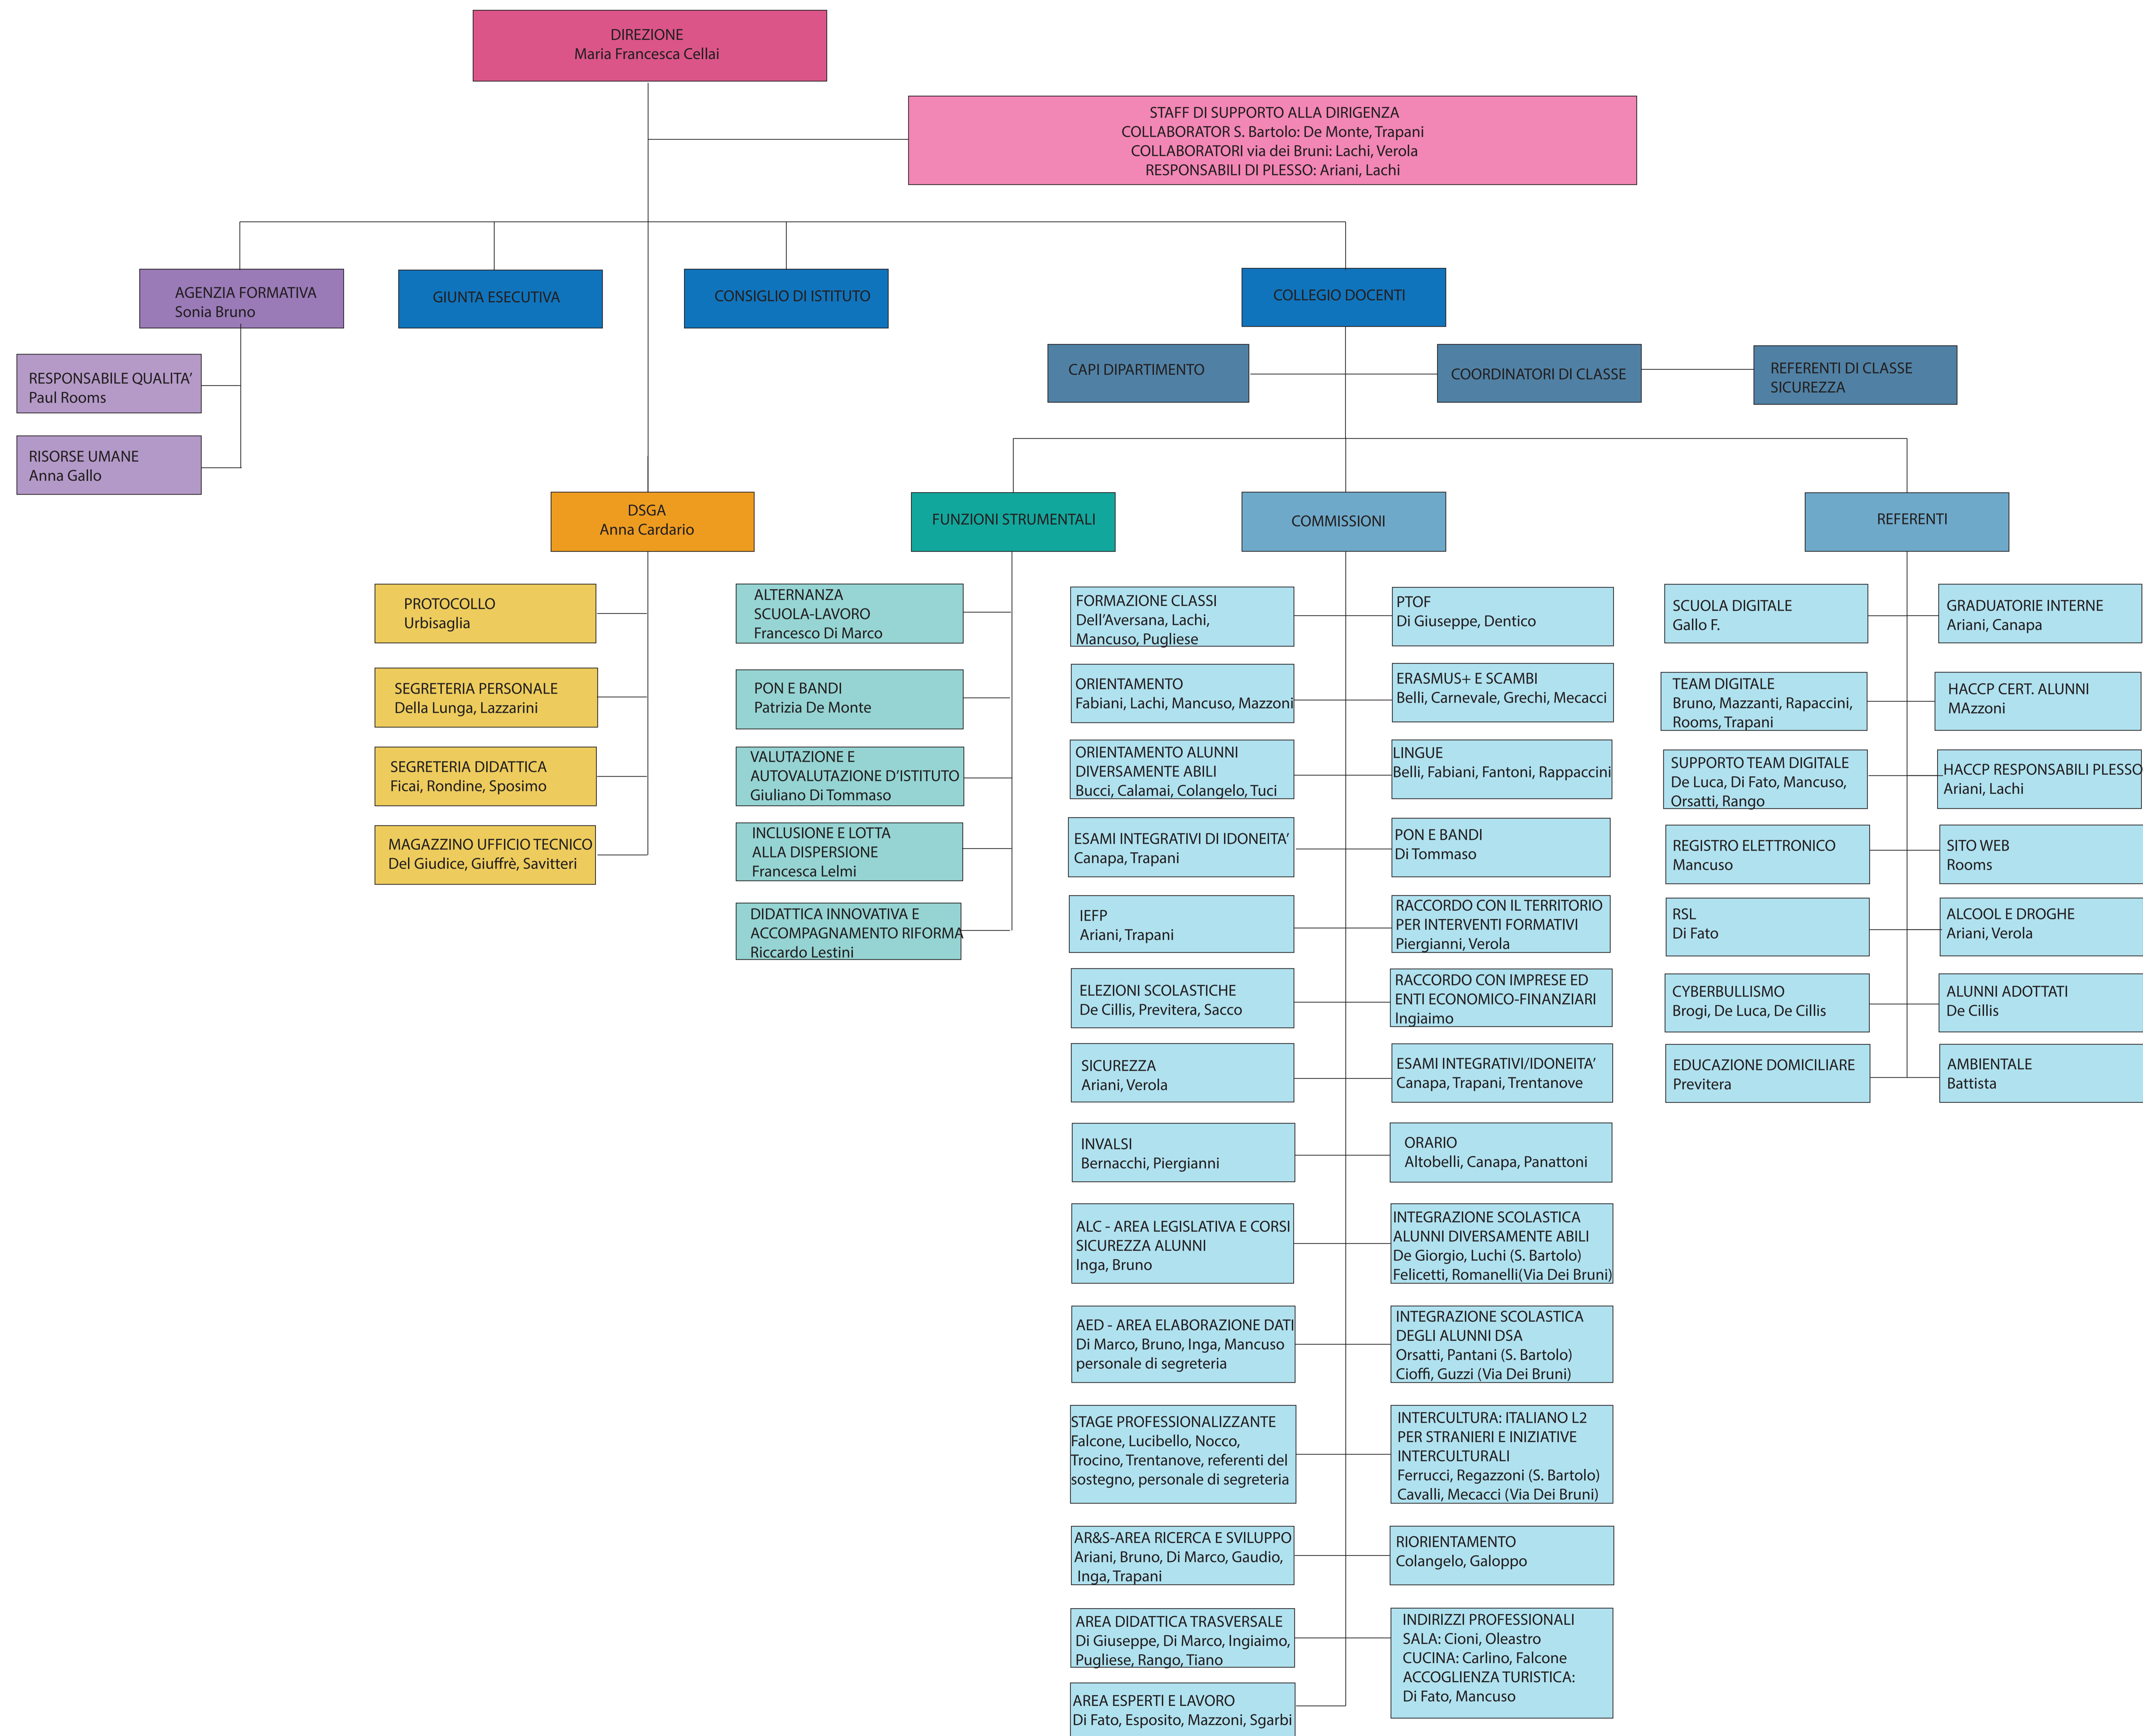 DIREZIONE
Maria Francesca Cellai
STAFF DI SUPPORTO ALLA DIRIGENZA
COLLABORATOR S. Bartolo: De Monte, Trapani
COLLABORATORI via dei Bruni: Lachi, Verola
RESPONSABILI DI PLESSO: Ariani, Lachi
AGENZIA FORMATIVA
Sonia Bruno
GIUNTA ESECUTIVA
CONSIGLIO DI ISTITUTO
COLLEGIO DOCENTI
RESPONSABILE QUALITA’
Paul Rooms
RISORSE UMANE
Anna Gallo
CAPI DIPARTIMENTO
COORDINATORI DI CLASSE
REFERENTI DI CLASSE
SICUREZZA
DSGA
Anna Cardario
FUNZIONI STRUMENTALI
COMMISSIONI
REFERENTI
PROTOCOLLO
Urbisaglia
SEGRETERIA PERSONALE
Della Lunga, Lazzarini
SEGRETERIA DIDATTICA
Ficai, Rondine, Sposimo
MAGAZZINO UFFICIO TECNICO
Del Giudice, Giuffrè, Savitteri
ALTERNANZA
SCUOLA-LAVORO
Francesco Di Marco
PON E BANDI
Patrizia De Monte
VALUTAZIONE E
AUTOVALUTAZIONE D’ISTITUTO
Giuliano Di Tommaso
INCLUSIONE E LOTTA
ALLA DISPERSIONE
Francesca Lelmi
DIDATTICA INNOVATIVA E
ACCOMPAGNAMENTO RIFORMA
Riccardo Lestini
FORMAZIONE CLASSI
Dell’Aversana, Lachi,
Mancuso, Pugliese
PTOF
Di Giuseppe, Dentico
ORIENTAMENTO
Fabiani, Lachi, Mancuso, Mazzoni
ERASMUS+ E SCAMBI
Belli, Carnevale, Grechi, Mecacci
ORIENTAMENTO ALUNNI
DIVERSAMENTE ABILI
Bucci, Calamai, Colangelo, Tuci
LINGUE
Belli, Fabiani, Fantoni, Rappaccini
ESAMI INTEGRATIVI DI IDONEITA’
Canapa, Trapani
PON E BANDI
Di Tommaso
IEFP
Ariani, Trapani
RACCORDO CON IL TERRITORIO
PER INTERVENTI FORMATIVI
Piergianni, Verola
ELEZIONI SCOLASTICHE
De Cillis, Previtera, Sacco
RACCORDO CON IMPRESE ED
ENTI ECONOMICO-FINANZIARI
Ingiaimo
SICUREZZA
Ariani, Verola
ESAMI INTEGRATIVI/IDONEITA’
Canapa, Trapani, Trentanove
INVALSI
Bernacchi, Piergianni
ORARIO
Altobelli, Canapa, Panattoni
ALC - AREA LEGISLATIVA E CORSI
SICUREZZA ALUNNI
Inga, Bruno
INTEGRAZIONE SCOLASTICA
ALUNNI DIVERSAMENTE ABILI
De Giorgio, Luchi (S. Bartolo)
Felicetti, Romanelli(Via Dei Bruni)
AED - AREA ELABORAZIONE DATI
Di Marco, Bruno, Inga, Mancuso
personale di segreteria
INTEGRAZIONE SCOLASTICA
DEGLI ALUNNI DSA
Orsatti, Pantani (S. Bartolo)
Cioffi, Guzzi (Via Dei Bruni)
STAGE PROFESSIONALIZZANTE
Falcone, Lucibello, Nocco,
Trocino, Trentanove, referenti del
sostegno, personale di segreteria
INTERCULTURA: ITALIANO L2
PER STRANIERI E INIZIATIVE
INTERCULTURALI
Ferrucci, Regazzoni (S. Bartolo)
Cavalli, Mecacci (Via Dei Bruni)
AR&S-AREA RICERCA E SVILUPPO
Ariani, Bruno, Di Marco, Gaudio,
Inga, Trapani
RIORIENTAMENTO
Colangelo, Galoppo
AREA DIDATTICA TRASVERSALE
Di Giuseppe, Di Marco, Ingiaimo,
Pugliese, Rango, Tiano
INDIRIZZI PROFESSIONALI
SALA: Cioni, Oleastro
CUCINA: Carlino, Falcone
ACCOGLIENZA TURISTICA:
Di Fato, Mancuso
AREA ESPERTI E LAVORO
Di Fato, Esposito, Mazzoni, Sgarbi
SCUOLA DIGITALE
Gallo F.
GRADUATORIE INTERNE
Ariani, Canapa
TEAM DIGITALE
Bruno, Mazzanti, Rapaccini,
Rooms, Trapani
HACCP CERT. ALUNNI
MAzzoni
SUPPORTO TEAM DIGITALE
De Luca, Di Fato, Mancuso,
Orsatti, Rango
HACCP RESPONSABILI PLESSO
Ariani, Lachi
REGISTRO ELETTRONICO
Mancuso
SITO WEB
Rooms
RSL
Di Fato
ALCOOL E DROGHE
Ariani, Verola
CYBERBULLISMO
Brogi, De Luca, De Cillis
ALUNNI ADOTTATI
De Cillis
EDUCAZIONE DOMICILIARE
Previtera
AMBIENTALE
Battista